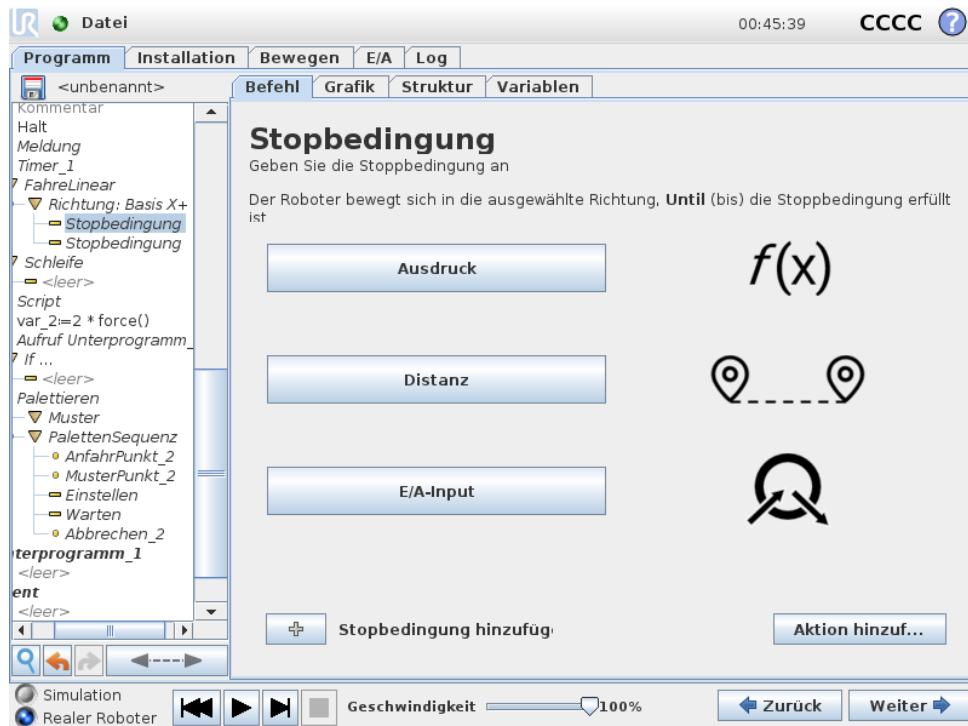 UR Datei 00:45:39 CCCC ?
Programm Installation Bewegen E/A Log
<unbenannt>
Befehl Grafik Struktur Variablen
Kommentar
Halt
Meldung
Timer_1
FahreLinear
Richtung: Basis X+
Stopbedingung
Stopbedingung
Schleife
<leer>
Script
var_2:=2 * force()
Aufruf Unterprogramm_
If ...
<leer>
Palettieren
Muster
PalettenSequenz
AnfahrPunkt_2
MusterPunkt_2
Einstellen
Warten
Abbrechen_2
nterprogramm_1
<leer>
ent
<leer>
Stopbedingung
Geben Sie die Stoppbedingung an
Der Roboter bewegt sich in die ausgewählte Richtung, Until (bis) die Stoppbedingung erfüllt
ist
Ausdruck
f(x)
Distanz
E/A-Input
Stopbedingung hinzufüg
Aktion hinzuf...
Simulation
Realer Roboter
Geschwindigkeit 100%
Zurück Weiter